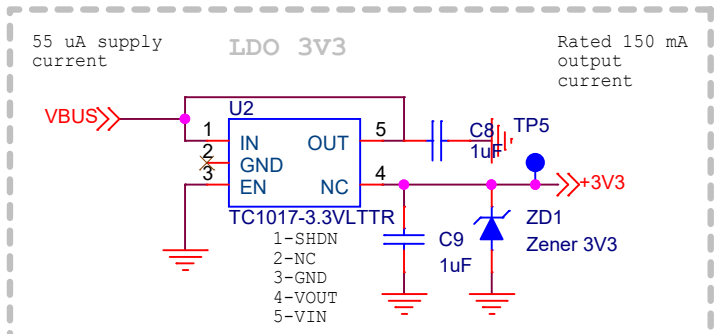 55 uA supply
current
LDO 3V3
Rated 150 mA
output
current
VBUS
U2
1
IN
OUT
5
2
GND
3
EN
NC
4
C8
1uF
TP5
+3V3
TC1017-3.3VLTTR
1-SHDN
2-NC
3-GND
4-VOUT
5-VIN
C9
1uF
ZD1
Zener 3V3